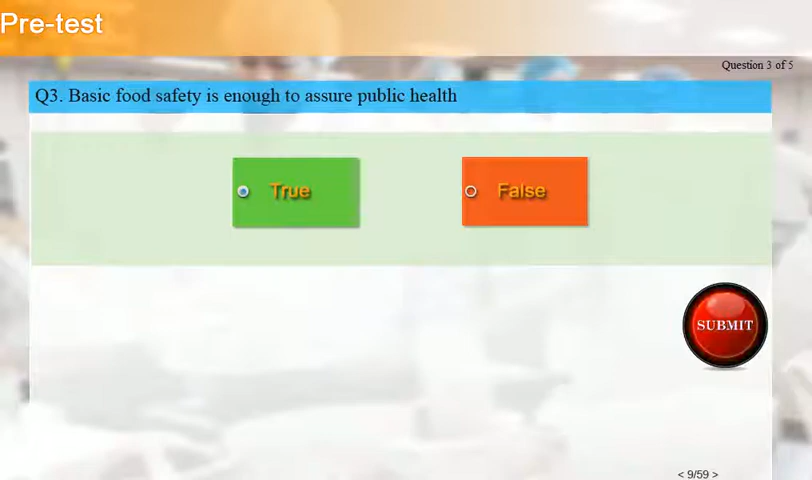 Pre-test
Question 3 of 5
Q3. Basic food safety is enough to assure public health
True
False
SUBMIT
< 9/59 >